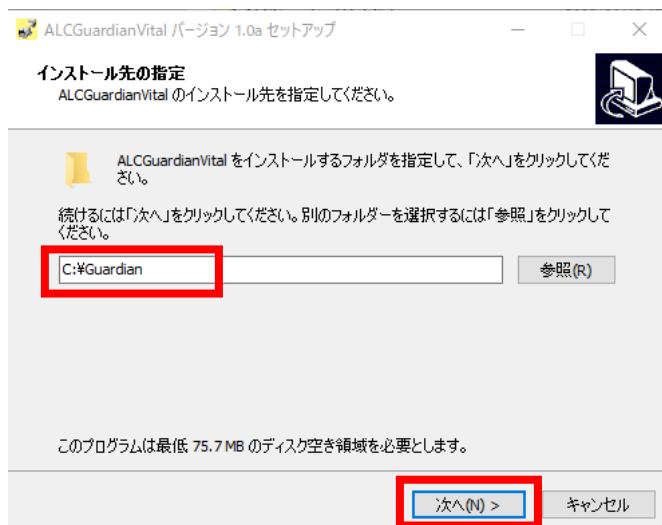 ALCGuardianVital バージョン 1.0a セットアップ
インストール先の指定
ALCGuardianVital のインストール先を指定してください。
ALCGuardianVital をインストールするフォルダを指定して、「次へ」をクリックしてくだ
さい。
続けるには「次へ」をクリックしてください。別のフォルダーを選択するには「参照」をクリックして
ください。
C:¥Guardian
参照(R)
このプログラムは最低 75.7 MB のディスク空き領域を必要とします。
次へ(N) >
キャンセル